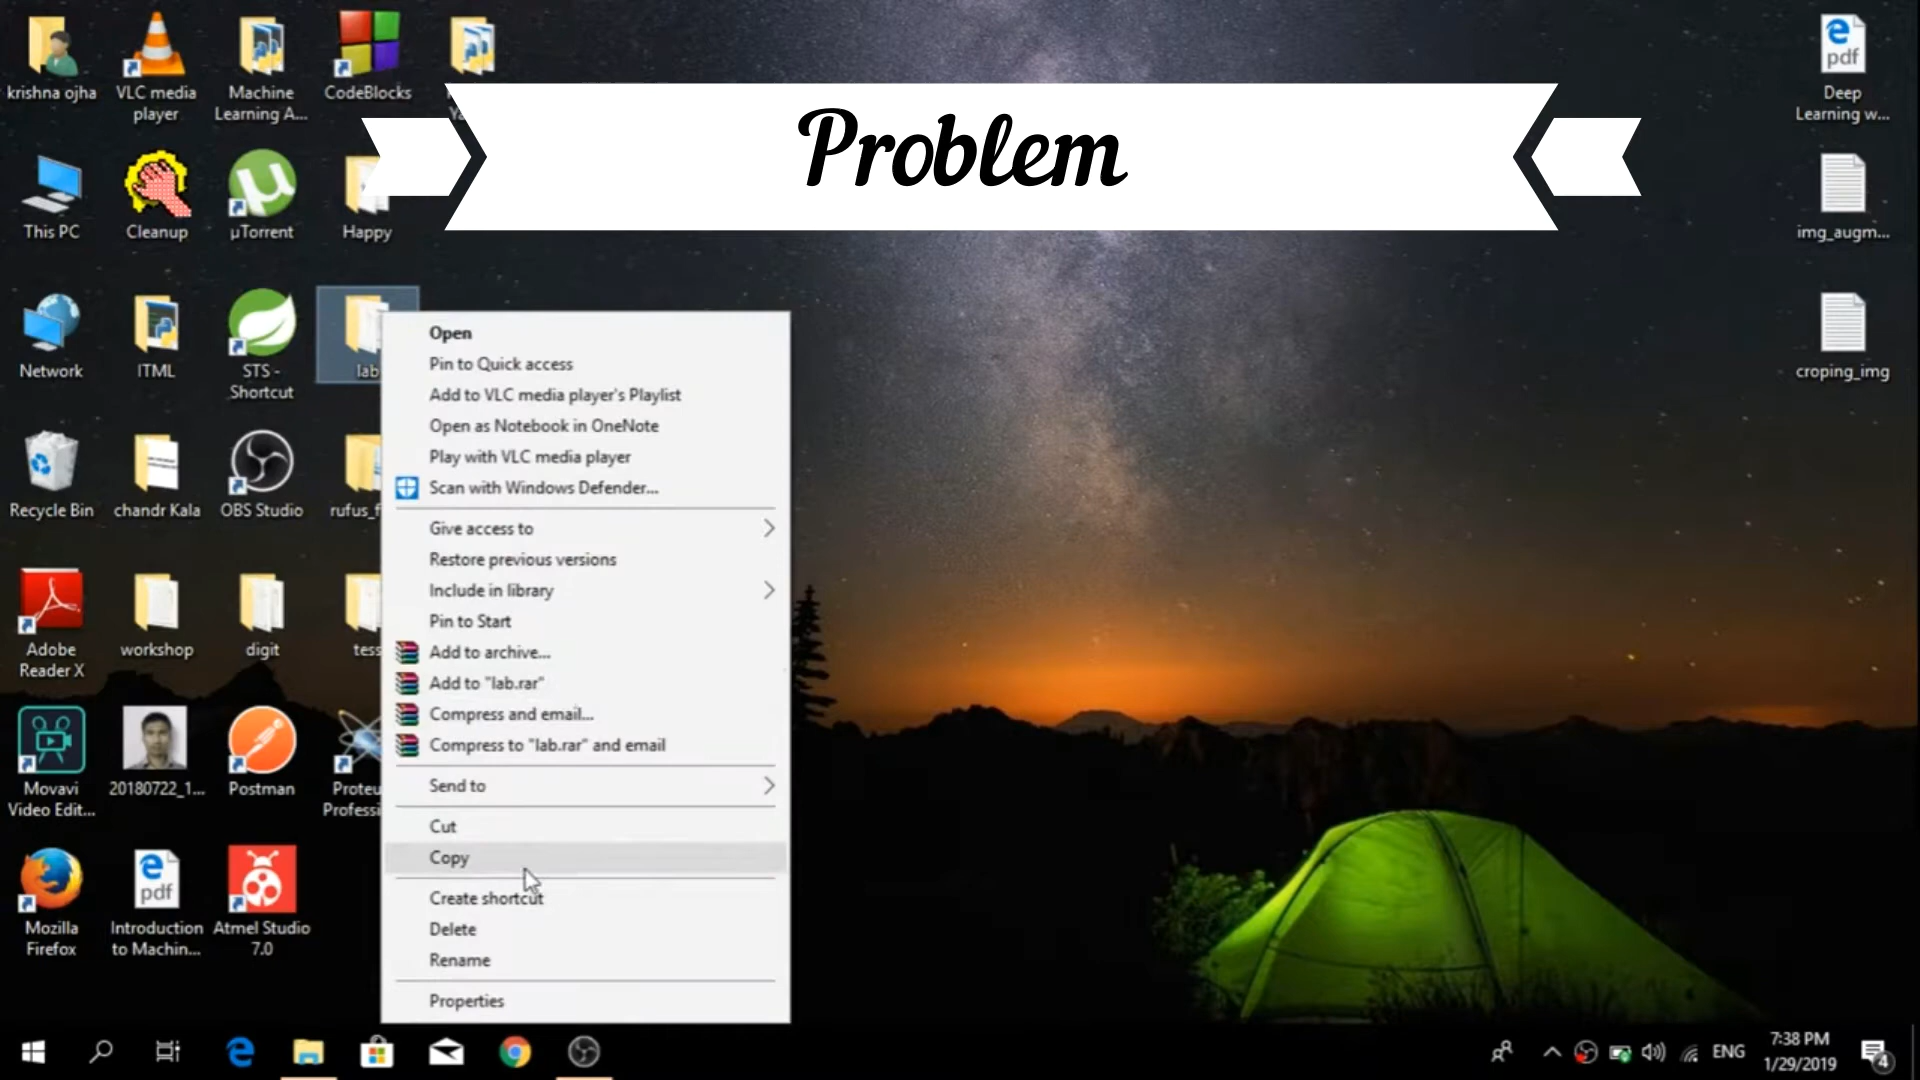 Problem
krishna ojha
VLC media
player
Machine
Learning A...
CodeBlocks
Deep
Learning w...
This PC
Cleanup
µTorrent
Happy
img_augm...
Network
ITML
STS -
Shortcut
lab
croping_img
Recycle Bin
chandr Kala
OBS Studio
Adobe
Reader X
workshop
digit
tess
Movavi
Video Edit...
20180722_1...
Postman
Mozilla
Firefox
pdf
Introduction
to Machin...
Atmel Studio
7.0
pdf
Open
Pin to Quick access
Add to VLC media player's Playlist
Open as Notebook in OneNote
Play with VLC media player
Scan with Windows Defender...
Give access to
Restore previous versions
Include in library
Pin to Start
Add to archive...
Add to "lab.rar"
Compress and email...
Compress to "lab.rar" and email
Send to
Cut
Copy
Create shortcut
Delete
Rename
Properties
ENG
7:38 PM
1/29/2019
4